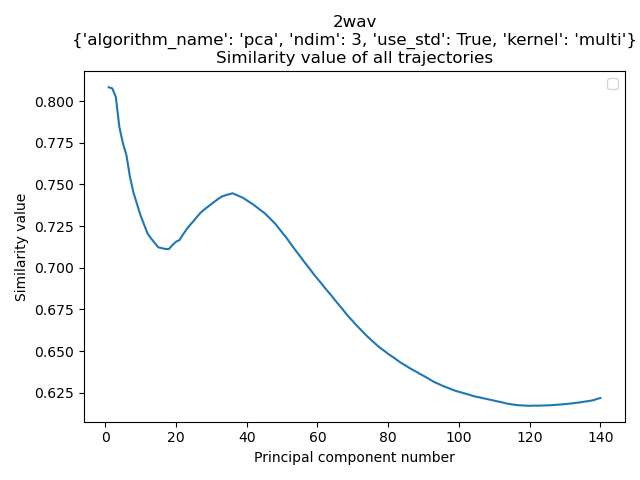 2wav
{'algorithm_name': 'pca', 'ndim': 3, 'use_std': True, 'kernel': 'multi'}
Similarity value of all trajectories
0.800
0.775
0.750
0.725
0.700
0.675
0.650
0.625
Similarity value
0 20 40 60 80 100 120 140
Principal component number